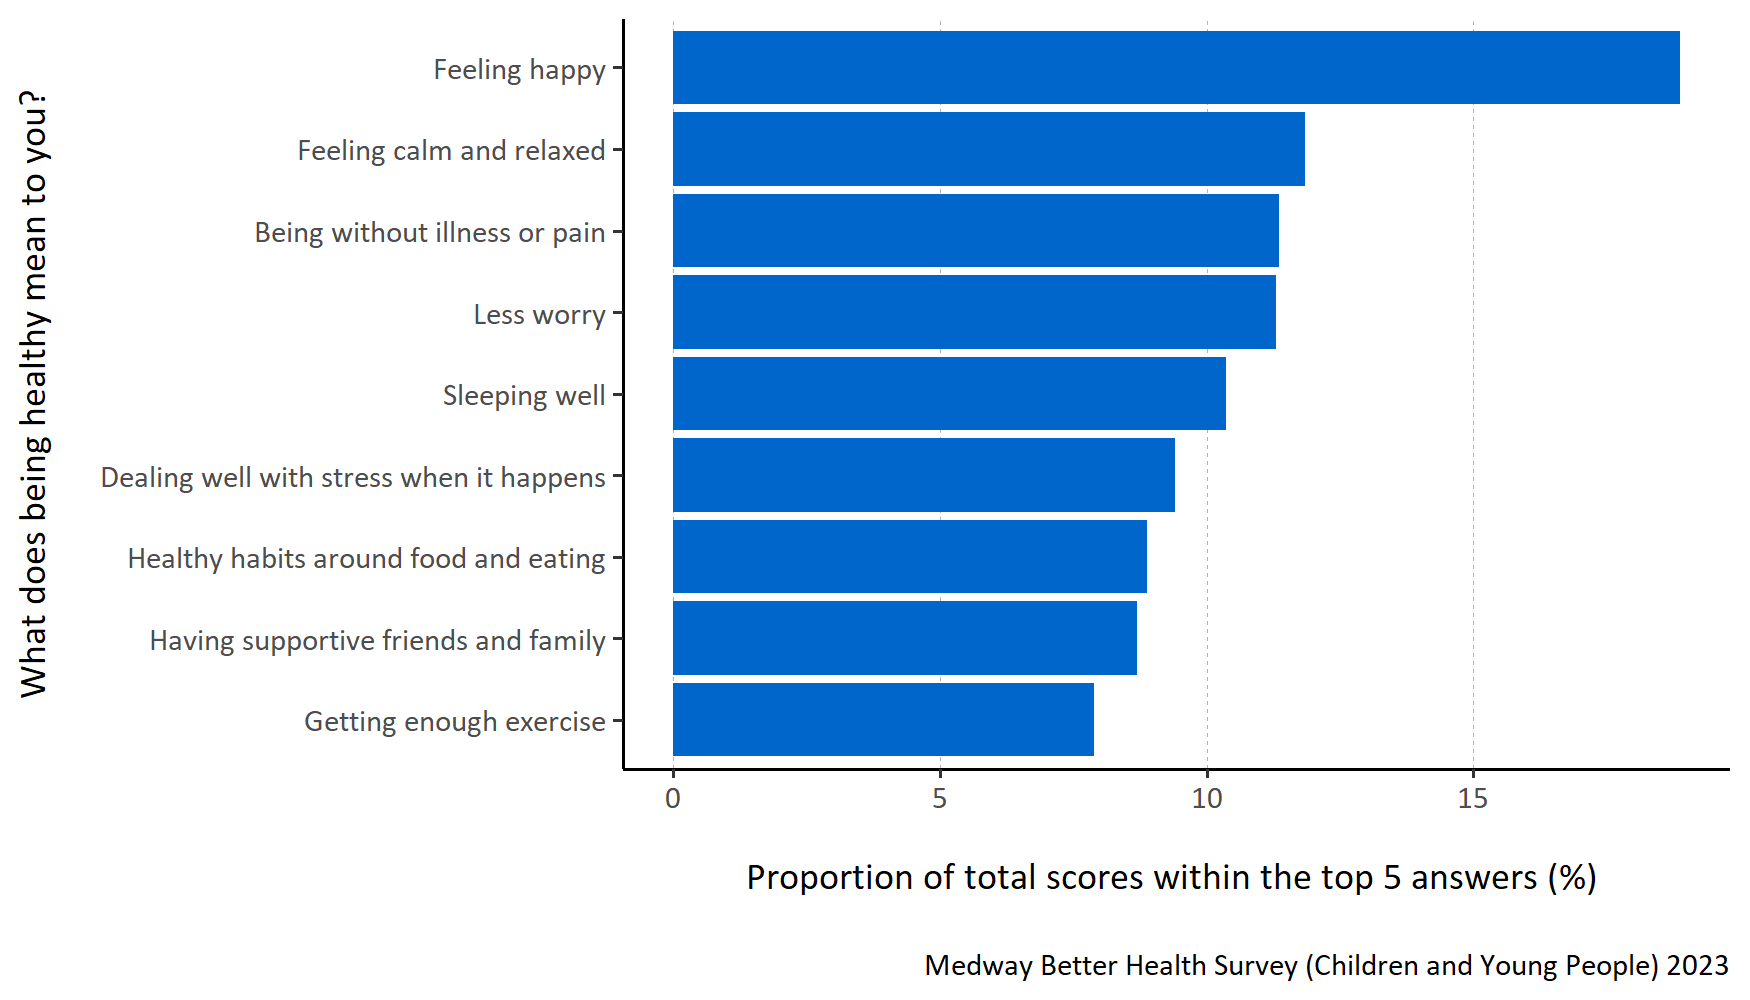 What does being healthy mean to you?
Feeling happy
Feeling calm and relaxed
Being without illness or pain
Less worry
Sleeping well
Dealing well with stress when it happens
Healthy habits around food and eating
Having supportive friends and family
Getting enough exercise
0 5 10 15
Proportion of total scores within the top 5 answers (%)
Medway Better Health Survey (Children and Young People) 2023